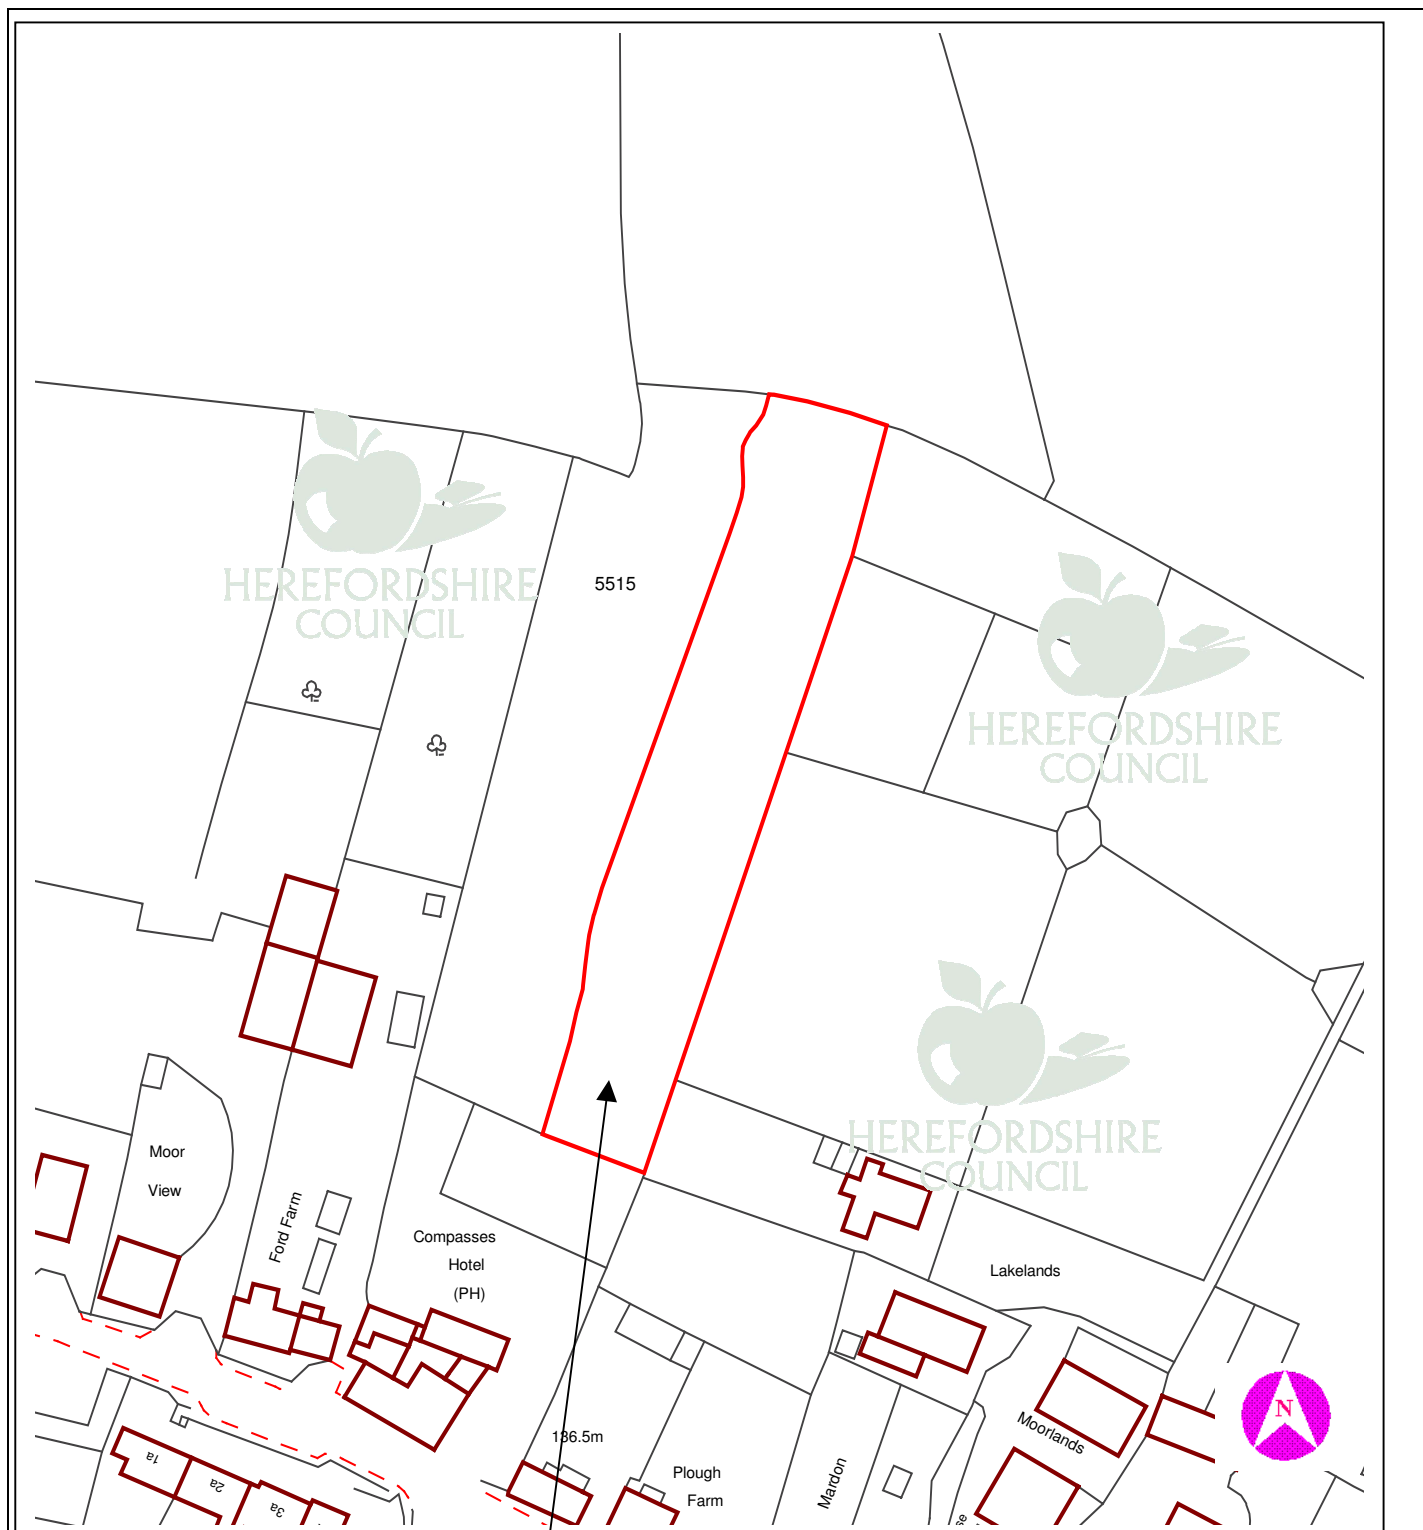 HEREFORDSHIRE
COUNCIL
5515
HEREFORDSHIRE
COUNCIL
HEREFORDSHIRE
COUNCIL
Moor
View
Ford Farm
Compasses
Hotel
(PH)
Lakelands
N
Moorlands
136.5m
Plough
Farm
Mardon
1a
2a
3a